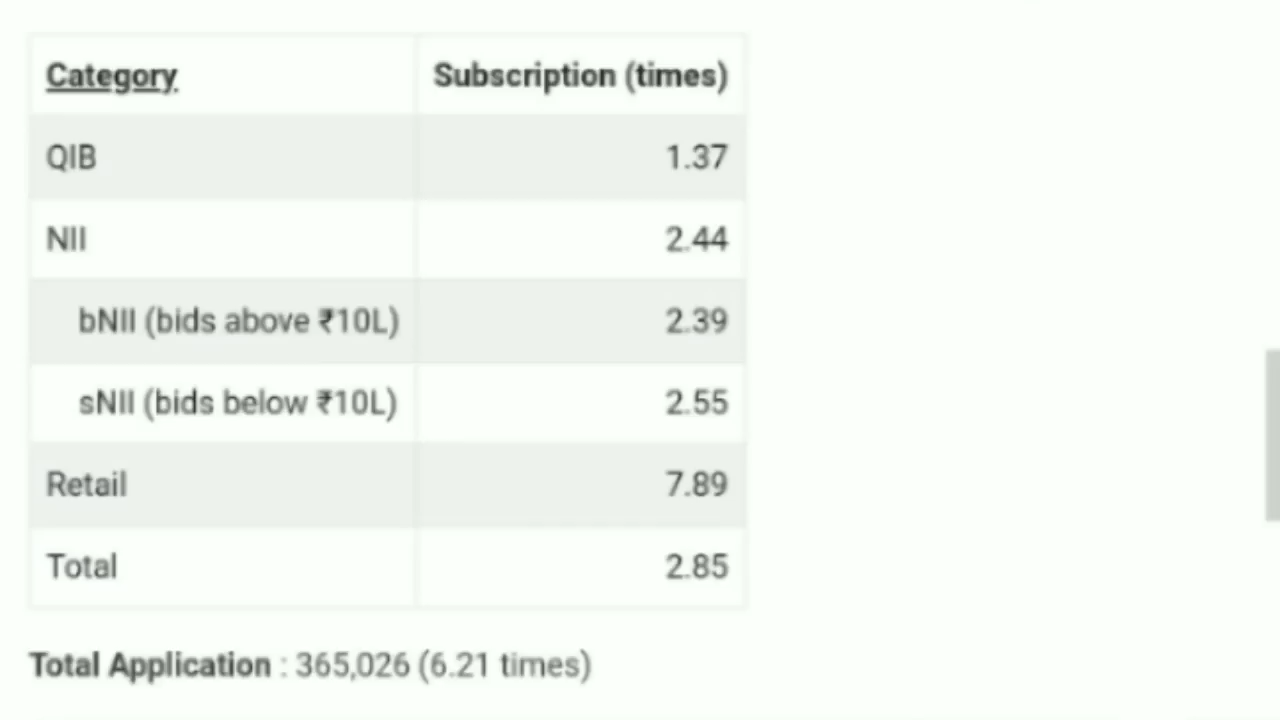 Category Subscription (times)
QIB 1.37
NII 2.44
bNII (bids above ₹10L) 2.39
sNII (bids below ₹10L) 2.55
Retail 7.89
Total 2.85
Total Application : 365,026 (6.21 times)